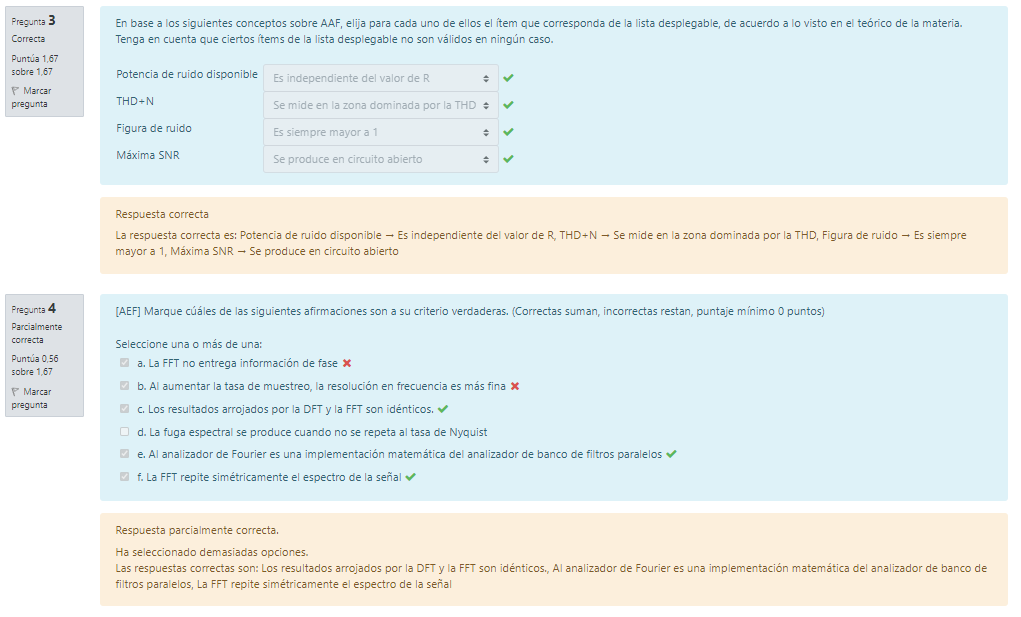 Pregunta 3
Correcta
Puntúa 1,67
sobre 1,67
Marcar
pregunta
En base a los siguientes conceptos sobre AAF, elija para cada uno de ellos el ítem que corresponda de la lista desplegable, de acuerdo a lo visto en el teórico de la materia.
Tenga en cuenta que ciertos ítems de la lista desplegable no son válidos en ningún caso.
Potencia de ruido disponible Es independiente del valor de R
THD+N Se mide en la zona dominada por la THD
Figura de ruido Es siempre mayor a 1
Máxima SNR Se produce en circuito abierto
Respuesta correcta
La respuesta correcta es: Potencia de ruido disponible → Es independiente del valor de R, THD+N → Se mide en la zona dominada por la THD, Figura de ruido → Es siempre
mayor a 1, Máxima SNR → Se produce en circuito abierto
Pregunta 4
Parcialmente
correcta
Puntúa 0,56
sobre 1,67
Marcar
pregunta
[AEF] Marque cúáles de las siguientes afirmaciones son a su criterio verdaderas. (Correctas suman, incorrectas restan, puntaje mínimo 0 puntos)
Seleccione una o más de una:
a. La FFT no entrega información de fase
b. Al aumentar la tasa de muestreo, la resolución en frecuencia es más fina
c. Los resultados arrojados por la DFT y la FFT son idénticos.
d. La fuga espectral se produce cuando no se repeta al tasa de Nyquist
e. Al analizador de Fourier es una implementación matemática del analizador de banco de filtros paralelos
f. La FFT repite simétricamente el espectro de la señal
Respuesta parcialmente correcta.
Ha seleccionado demasiadas opciones.
Las respuestas correctas son: Los resultados arrojados por la DFT y la FFT son idénticos., Al analizador de Fourier es una implementación matemática del analizador de banco de
filtros paralelos, La FFT repite simétricamente el espectro de la señal